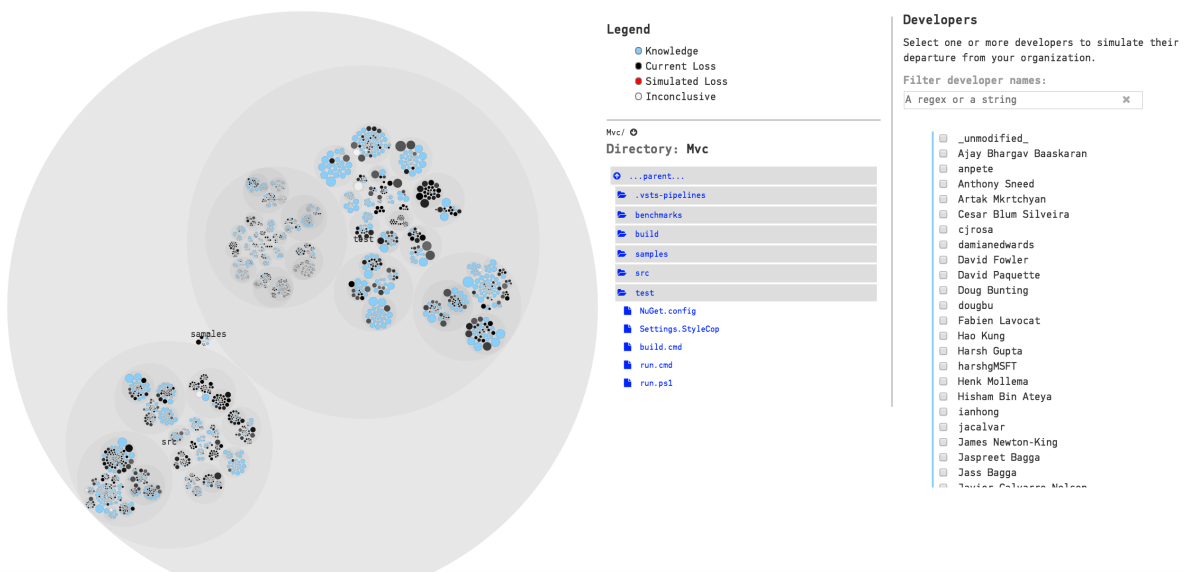 test
samples
src
Legend
Knowledge
Current Loss
Simulated Loss
Inconclusive
Mvc/
Directory: Mvc
...parent...
.vsts-pipelines
benchmarks
build
samples
src
test
NuGet.config
Settings.StyleCop
build.cmd
run.cmd
run.ps1
Developers
Select one or more developers to simulate their
departure from your organization.
Filter developer names:
A regex or a string
_unmodified_
Ajay Bhargav Baaskaran
anpete
Anthony Sneed
Artak Mkrtchyan
Cesar Blum Silveira
cjrosa
damianedwards
David Fowler
David Paquette
Doug Bunting
dougbu
Fabien Lavocat
Hao Kung
Harsh Gupta
harshgMSFT
Henk Mollema
Hisham Bin Ateya
ianhong
jacalvar
James Newton-King
Jaspreet Bagga
Jass Bagga
Javier Calvarro Nelson